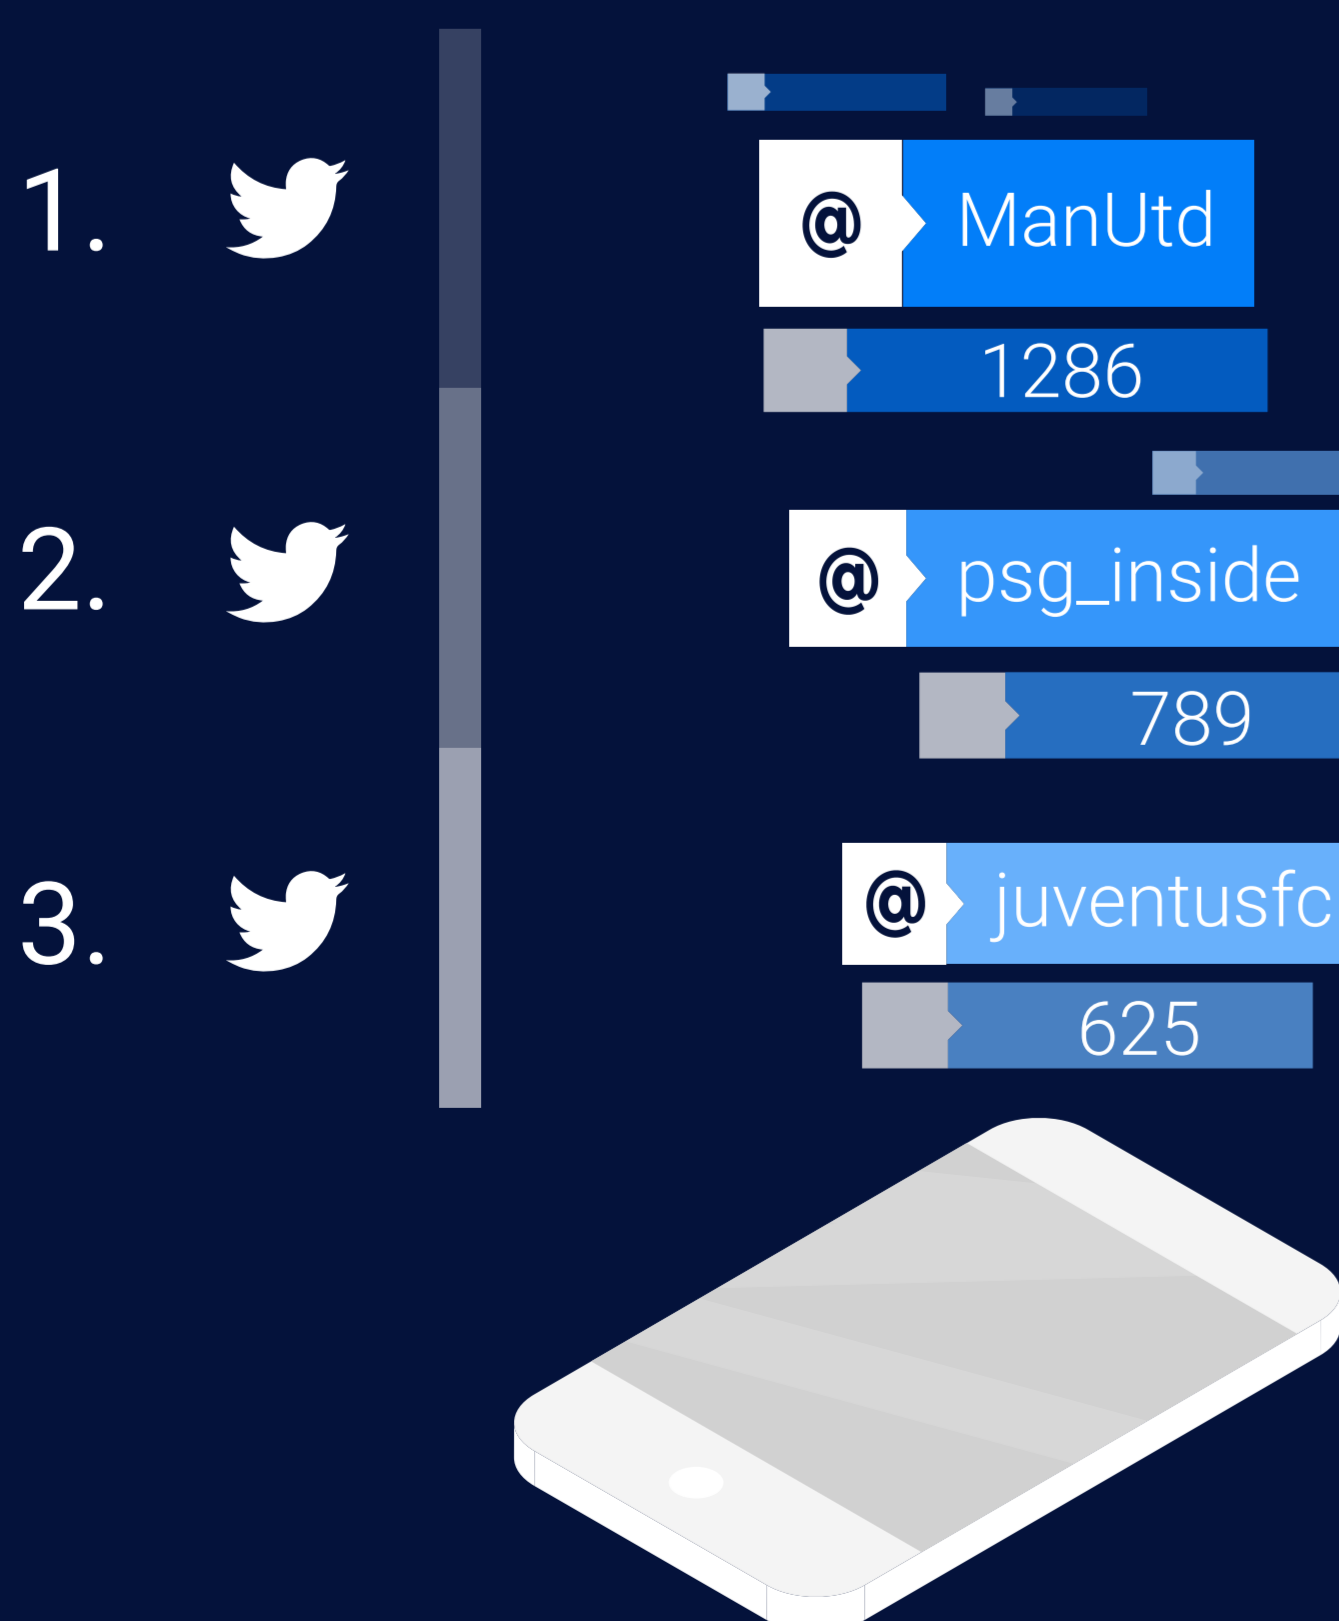 1. @ ManUtd
1286
2. @ psg_inside
789
3. @ juventusfc
625